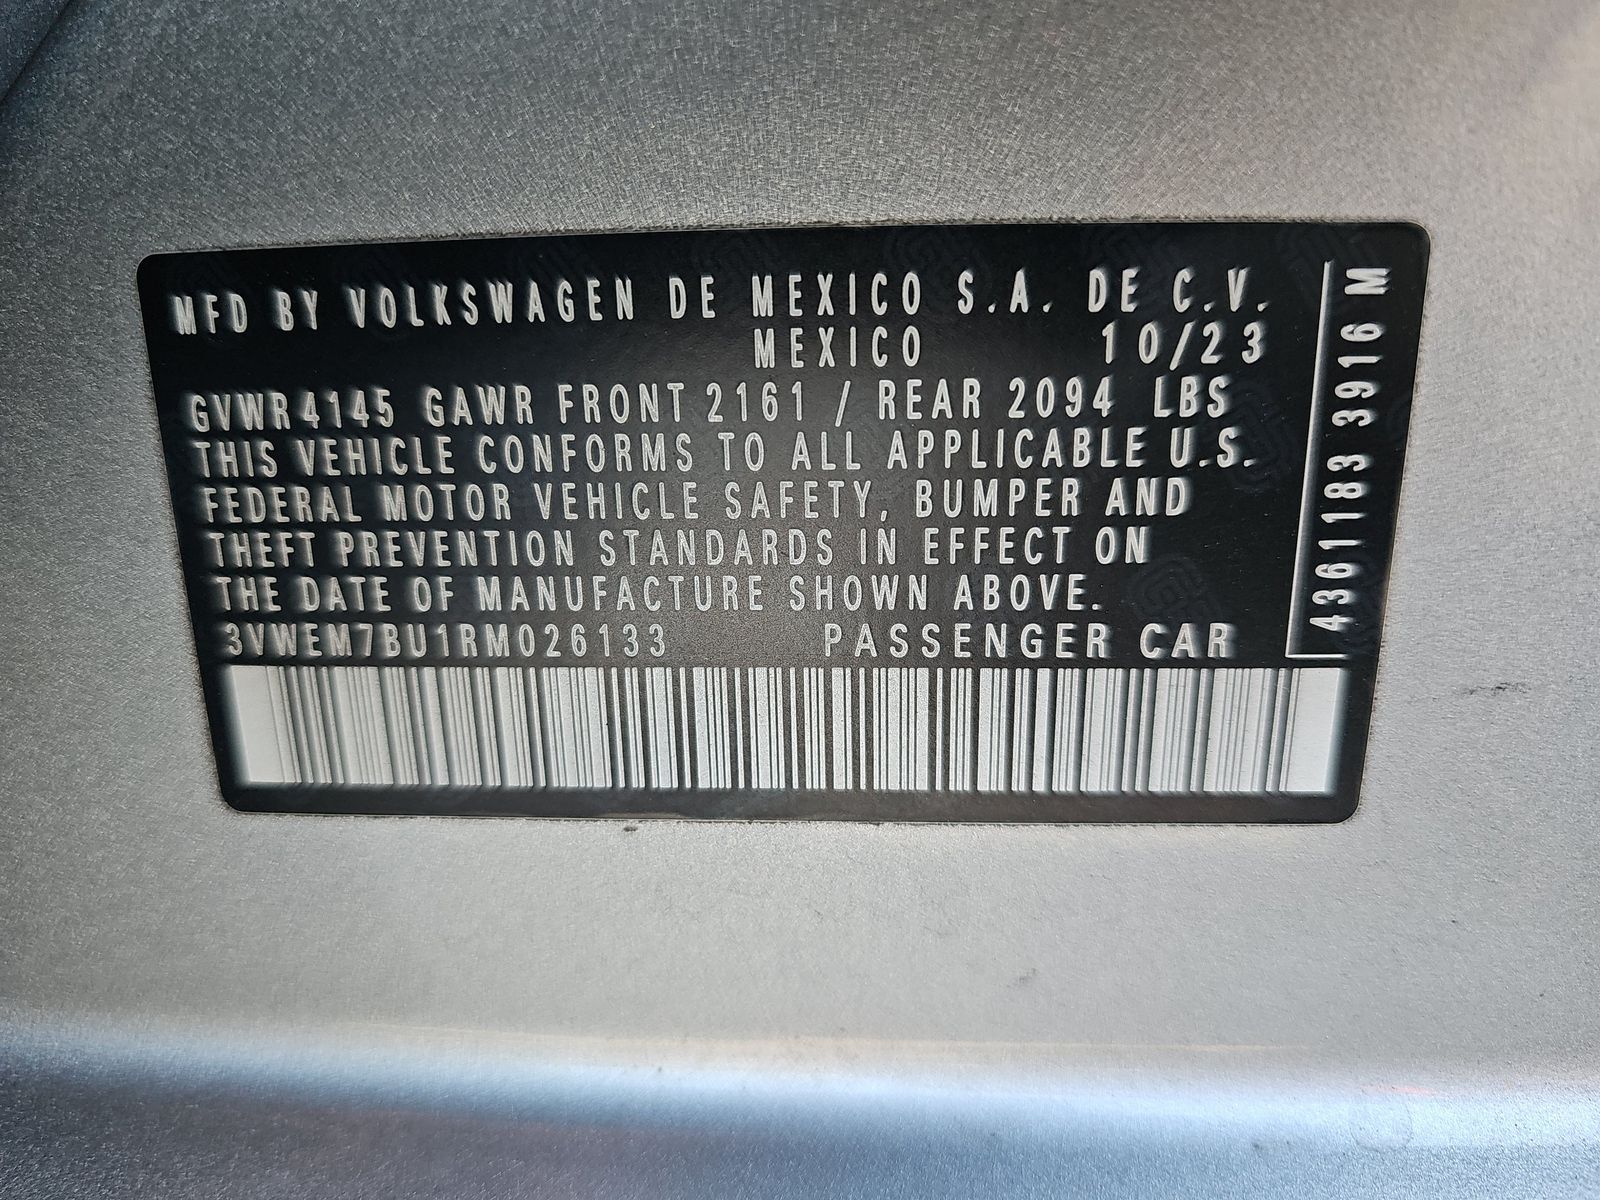 MFD BY VOLKSWAGEN DE MEXICO S.A. DE C.V.
MEXICO 10/23
GVWR4145 GAWR FRONT 2161 / REAR 2094 LBS
THIS VEHICLE CONFORMS TO ALL APPLICABLE U.S.
FEDERAL MOTOR VEHICLE SAFETY, BUMPER AND
THEFT PREVENTION STANDARDS IN EFFECT ON
THE DATE OF MANUFACTURE SHOWN ABOVE.
3VWEM7BU1RM026133 PASSENGER CAR
4361183 3916 M